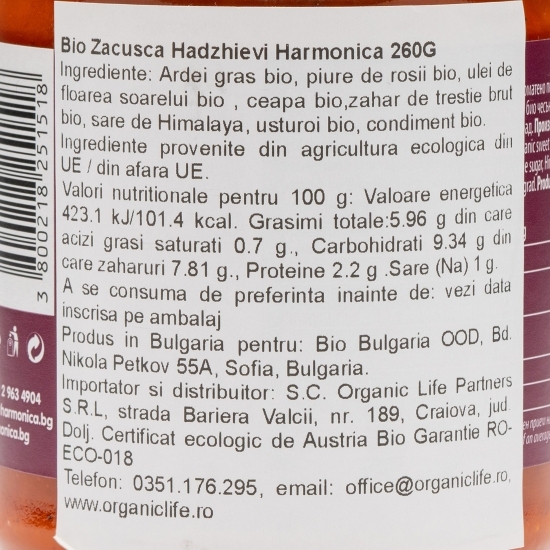 Bio Zacusca Hadzhievi Harmonica 260G
Ingrediente: Ardei gras bio, piure de rosii bio, ulei de
floarea soarelui bio , ceapa bio,zahar de trestie brut
bio, sare de Himalaya, usturoi bio, condiment bio.
Ingrediente provenite din agricultura ecologica din
UE / din afara UE.
Valori nutritionale pentru 100 g: Valoare energetica
423.1 kJ/101.4 kcal. Grasimi totale:5.96 g din care
acizi grasi saturati 0.7 g., Carbohidrati 9.34 g din
care zaharuri 7.81 g., Proteine 2.2 g .Sare (Na) 1 g.
A se consuma de preferinta inainte de: vezi data
inscrisa pe ambalaj
Produs in Bulgaria pentru: Bio Bulgaria OOD, Bd.
Nikola Petkov 55A, Sofia, Bulgaria.
Importator si distribuitor: S.C. Organic Life Partners
S.R.L, strada Bariera Valcii, nr. 189, Craiova, jud.
Dolj. Certificat ecologic de Austria Bio Garantie RO-
ECO-018
Telefon: 0351.176.295, email: office@organiclife.ro,
www.organiclife.ro
3 800218 251518
2 963 4904
harmonica.bg
onica.bg